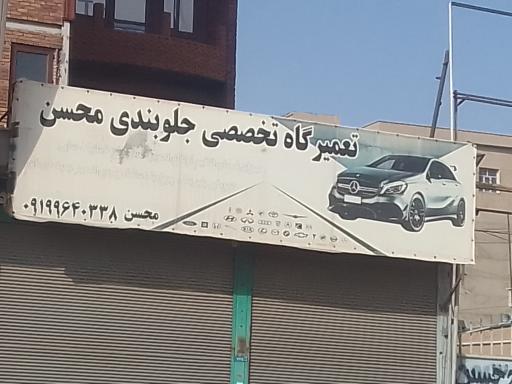 تعمیرگاه تخصصی جلوبندی محسن
محسن ۰۹۱۹۹۶۴۰۳۳۸